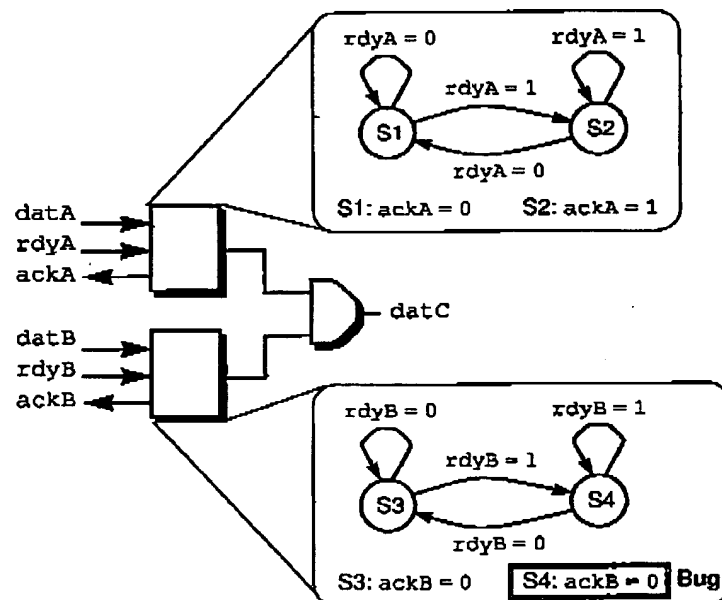 rdyA = 0
rdyA = 1
rdyA = 1
S1
S2
rdyA = 0
S1: ackA = 0
S2: ackA = 1
datA
rdyA
ackA
datC
datB
rdyB
ackB
rdyB = 0
rdyB = 1
rdyB = 1
S3
S4
rdyB = 0
S3: ackB = 0
S4: ackB = 0
Bug